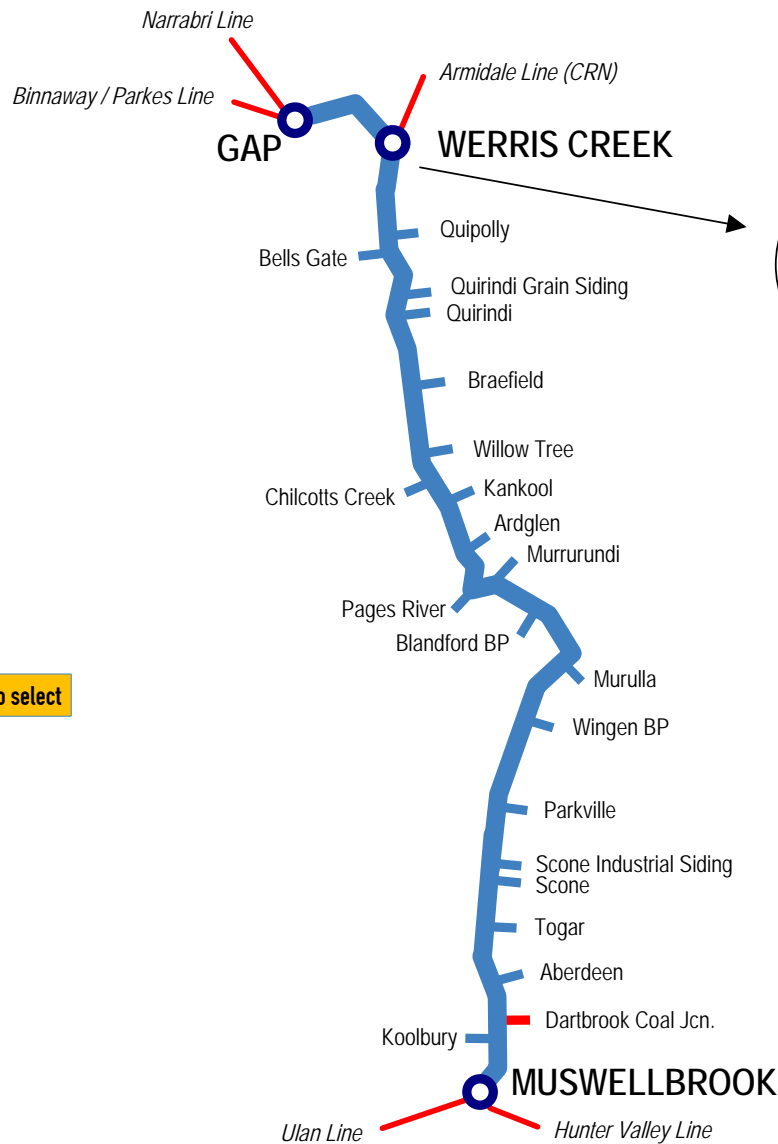 Narrabri Line
Armidale Line (CRN)
Binnaway / Parkes Line
GAP
WERRIS CREEK
Quipolly
Bells Gate
Quirindi Grain Siding
Quirindi
Braefield
Willow Tree
Kankool
Chilcotts Creek
Ardglen
Murrurundi
Pages River
Blandford BP
Murulla
o select
Wingen BP
Parkville
Scone Industrial Siding
Scone
Togar
Aberdeen
Dartbrook Coal Jcn.
Koolbury
MUSWELLBROOK
Ulan Line
Hunter Valley Line